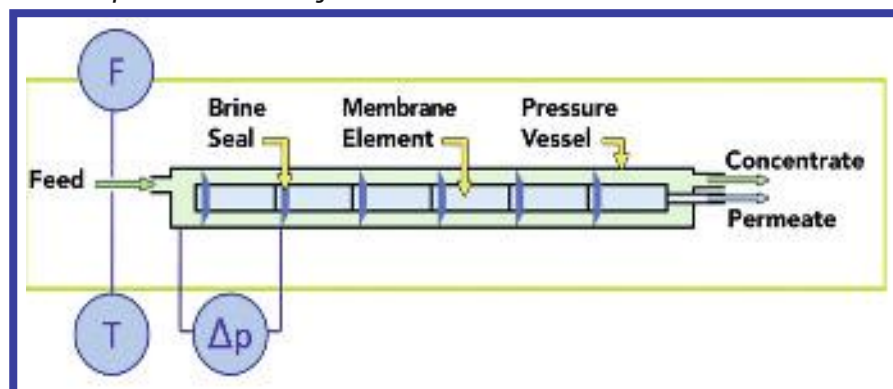 F
Brine
Seal
Membrane
Element
Pressure
Vessel
Feed
Concentrate
Permeate
T
Δp